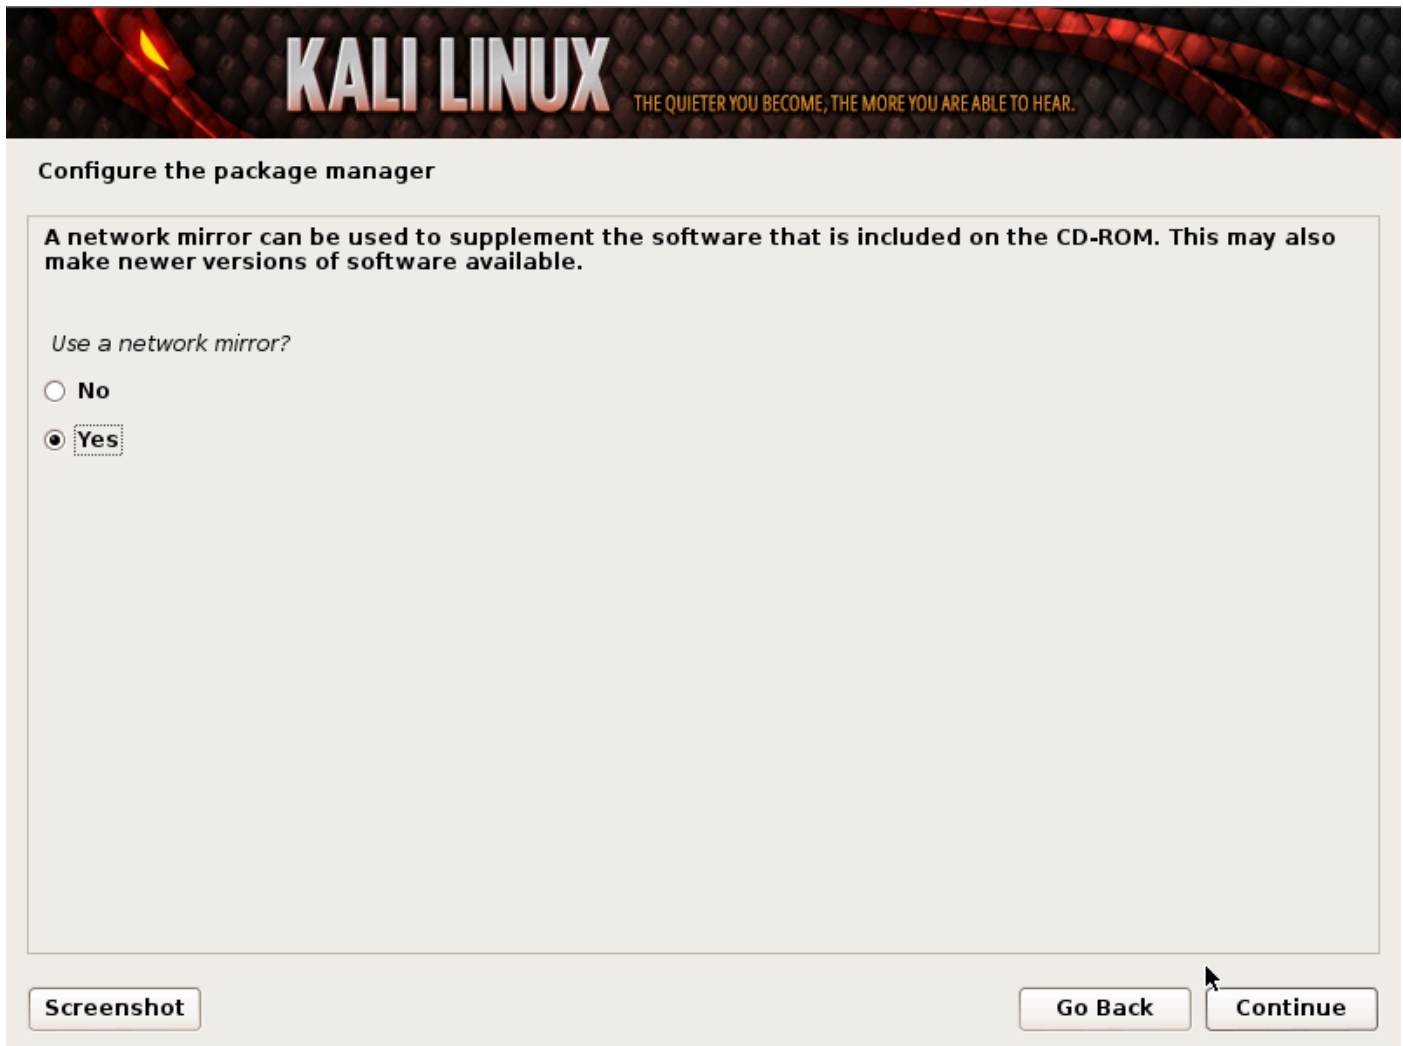 KALI LINUX
THE QUIETER YOU BECOME, THE MORE YOU ARE ABLE TO HEAR.
Configure the package manager
A network mirror can be used to supplement the software that is included on the CD-ROM. This may also
make newer versions of software available.
Use a network mirror?
No
Yes
Screenshot
Go Back
Continue